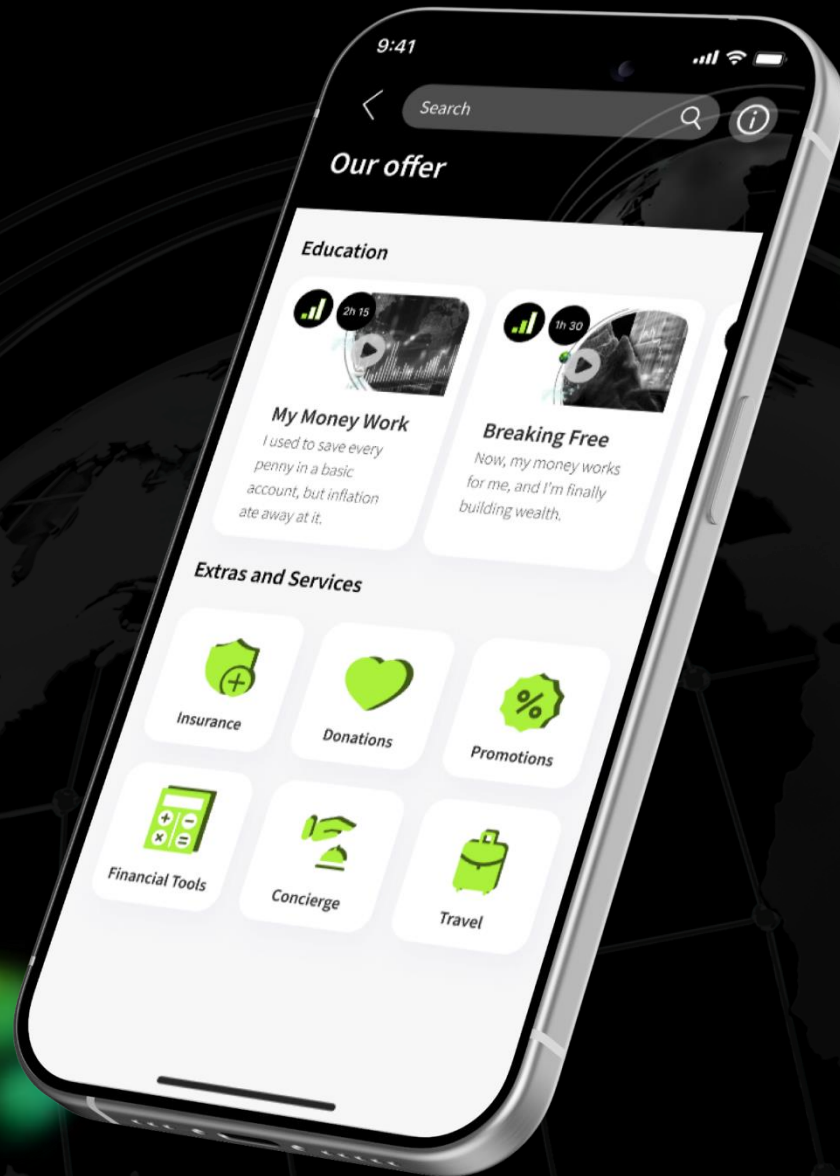 9:41
Search
Our offer
Education
2h 15
1h 30
My Money Work
I used to save every
penny in a basic
account, but inflation
ate away at it.
Breaking Free
Now, my money works
for me, and I'm finally
building wealth.
Extras and Services
Insurance
Donations
Promotions
Financial Tools
Concierge
Travel